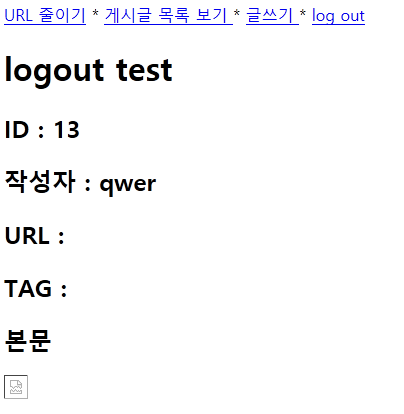 URL 줄이기 * 게시글 목록 보기 * 글쓰기 * log out
logout test
ID : 13
작성자 : qwer
URL :
TAG :
본문